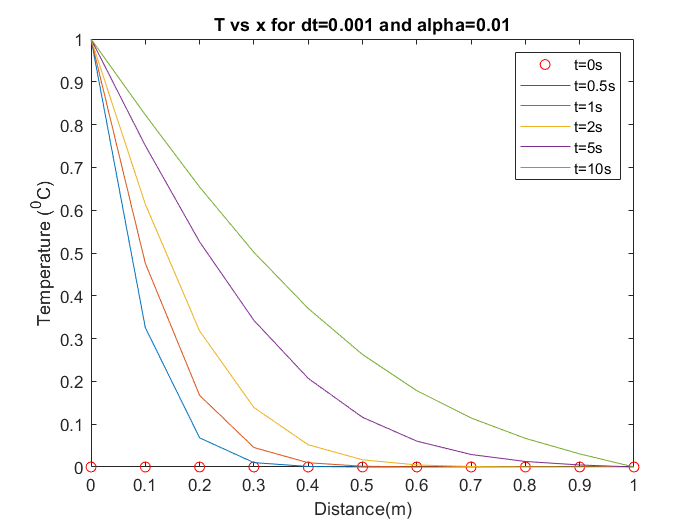 T vs x for dt=0.001 and alpha=0.01
1
0.9
0.8
0.7
0.6
0.5
0.4
0.3
0.2
0.1
0
Temperature (⁰C)
t=0s
t=0.5s
t=1s
t=2s
t=5s
t=10s
0 0.1 0.2 0.3 0.4 0.5 0.6 0.7 0.8 0.9 1
Distance(m)